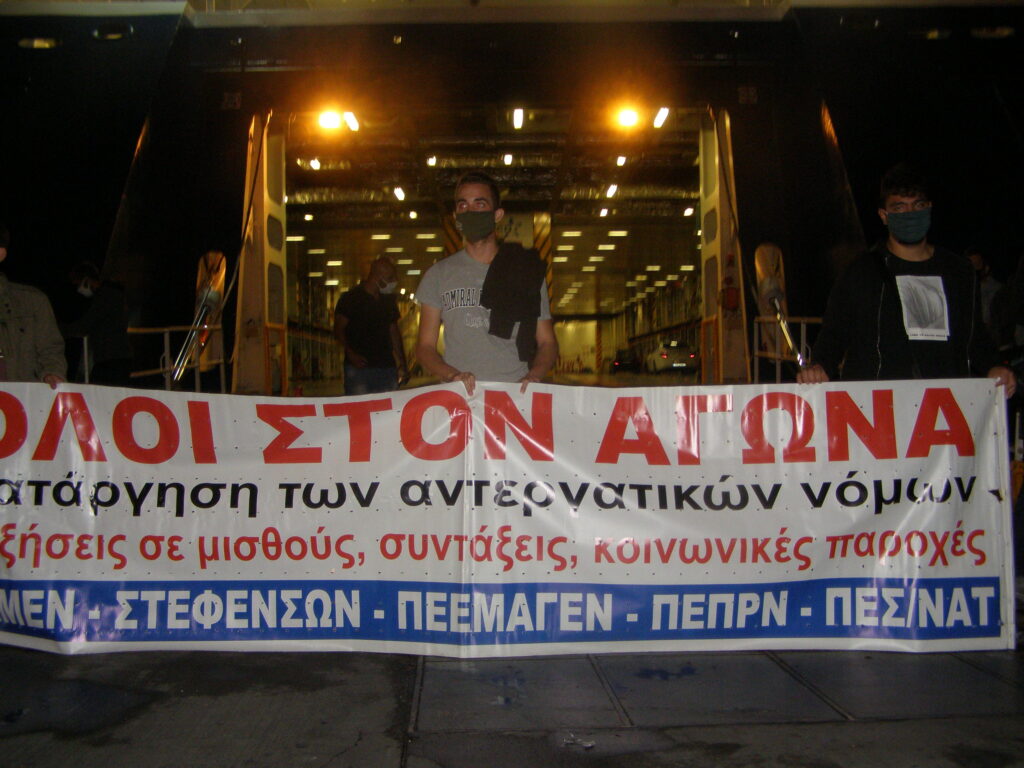 ΟΛΟΙ ΣΤΟΝ ΑΓΩΝΑ
ατάργηση των αντεργατικών νόμων
ξήσεις σε μισθούς, συντάξεις, κοινωνικές παροχές
ΜΕΝ - ΣΤΕΦΕΝΣΩΝ - ΠΕΕΜΑΓΕΝ - ΠΕΠΡΝ - ΠΕΣ/ΝΑΤ
ADMIRAL